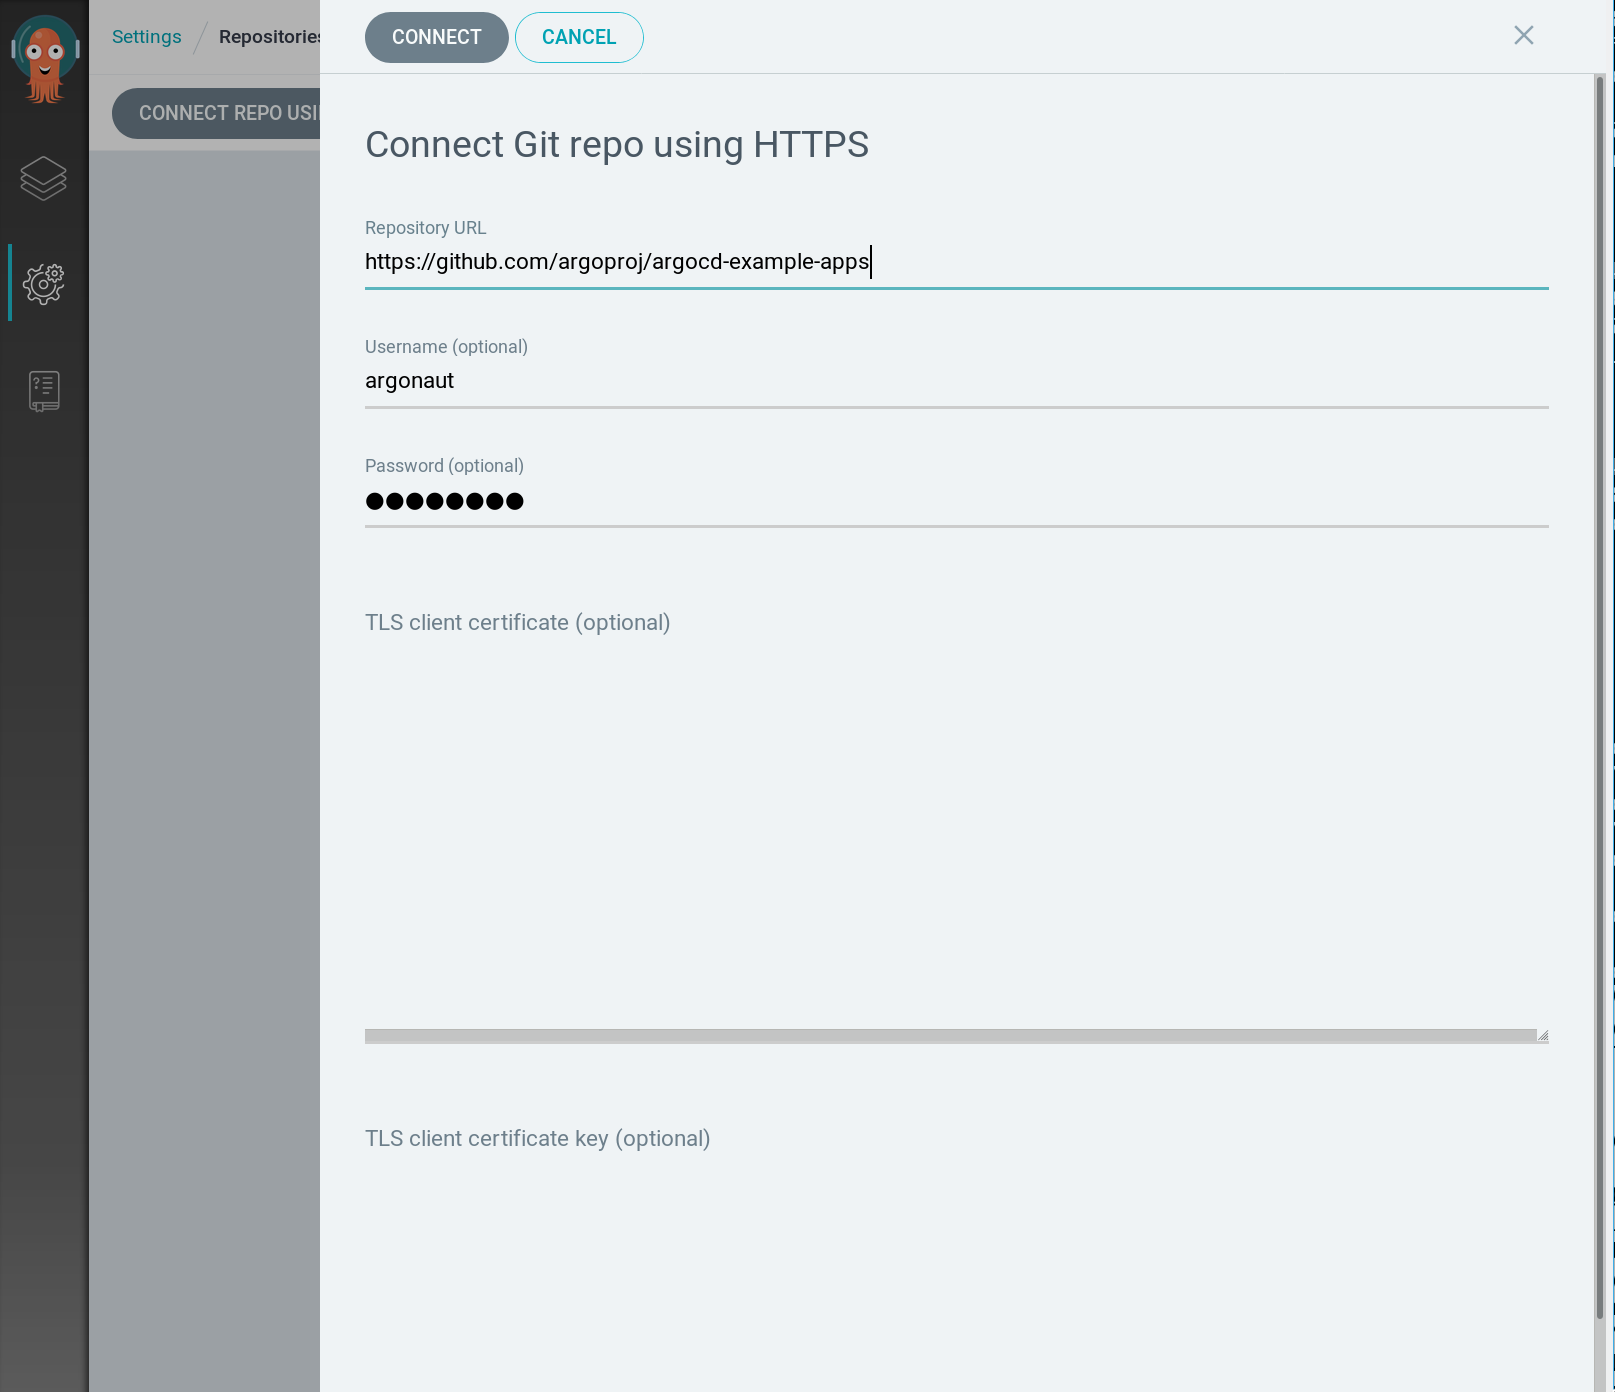 Settings / Repositories
CONNECT REPO USI
CONNECT CANCEL
Connect Git repo using HTTPS
Repository URL
https://github.com/argoproj/argocd-example-apps
Username (optional)
argonaut
Password (optional)
●●●●●●●●
TLS client certificate (optional)
TLS client certificate key (optional)